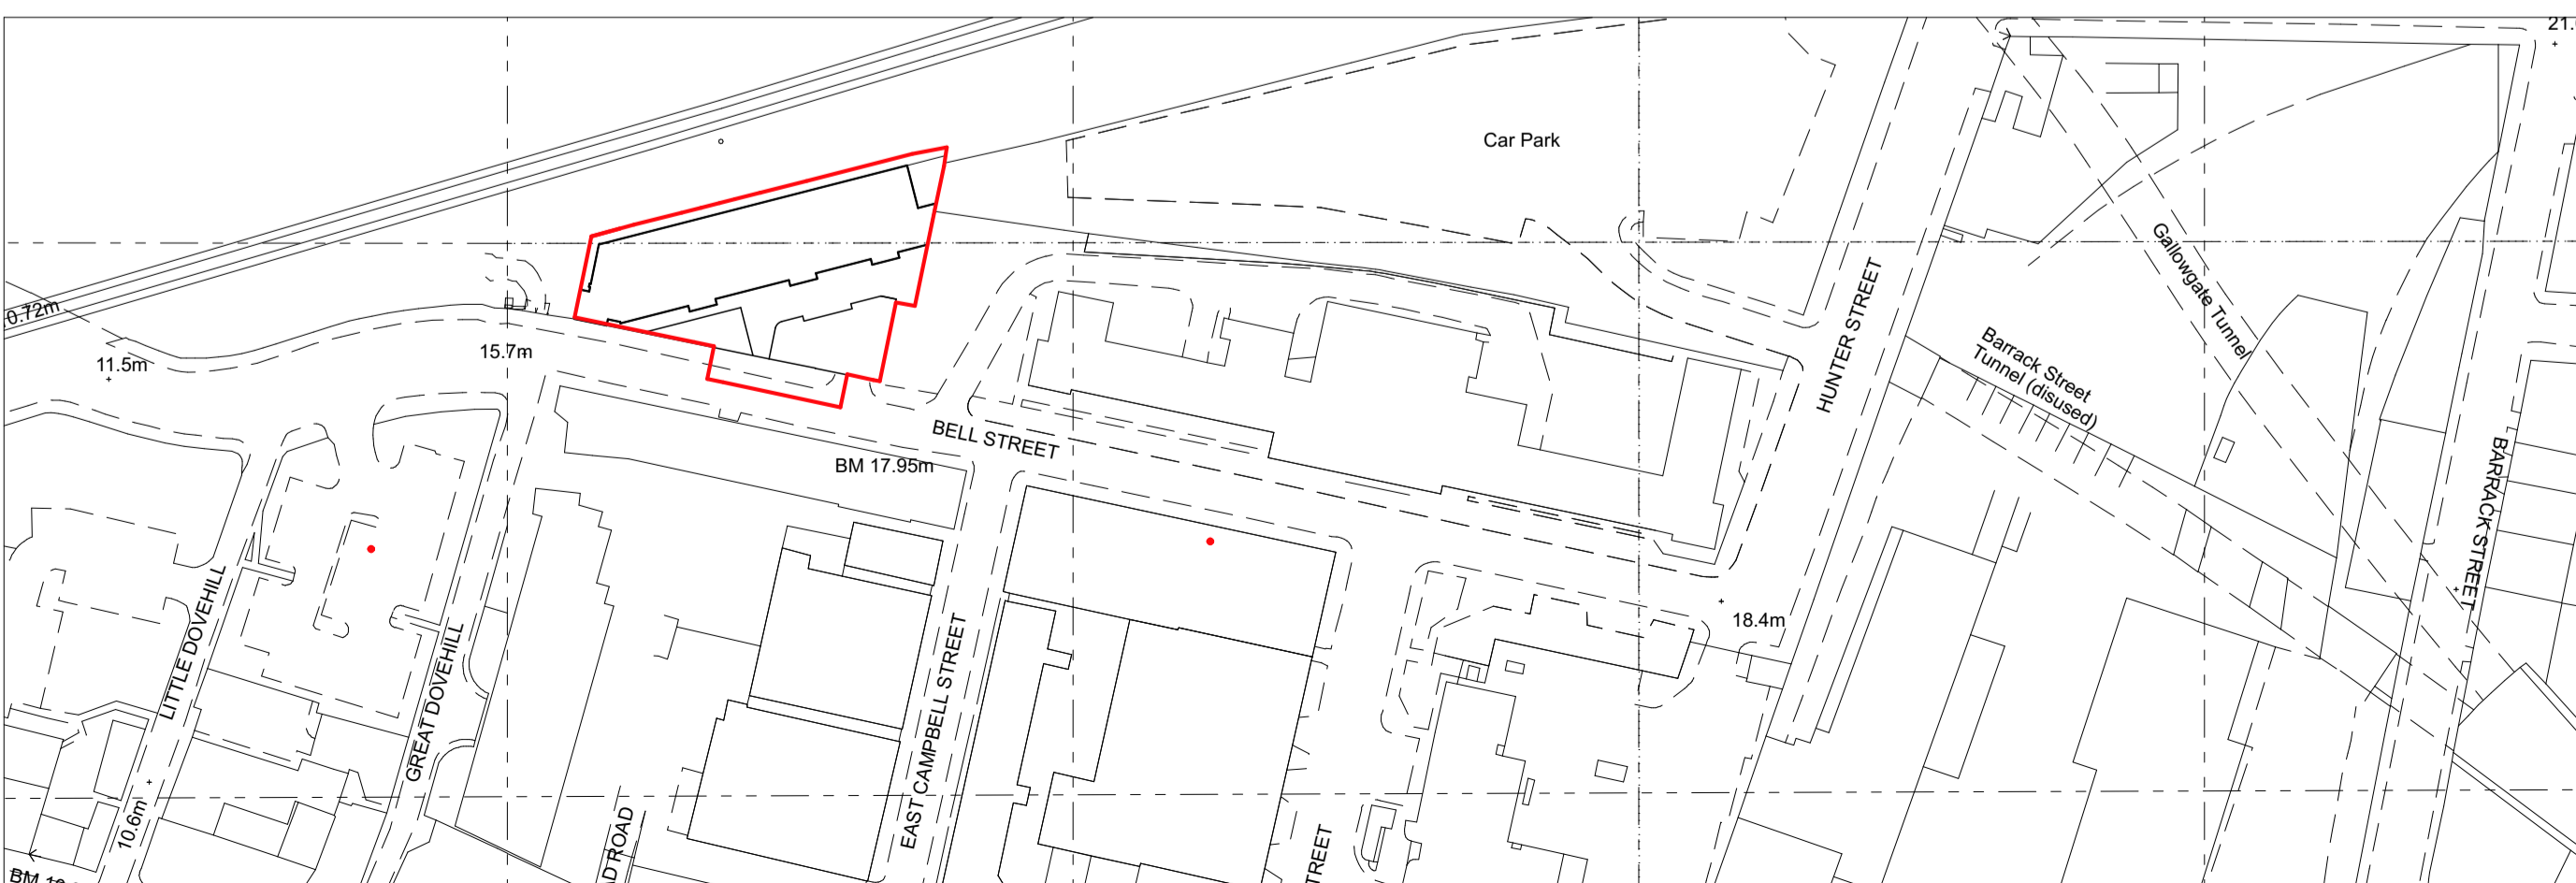 21.
Car Park
HUNTER STREET
Gallowgate Tunnel
Barrack Street
Tunnel (disused)
0.72m
11.5m
15.7m
BELL STREET
BM 17.95m
BARRACK STREET
18.4m
LITTLE DOVEHILL
GREAT DOVEHILL
EAST CAMPBELL STREET
10.6m
ROAD
STREET
BM